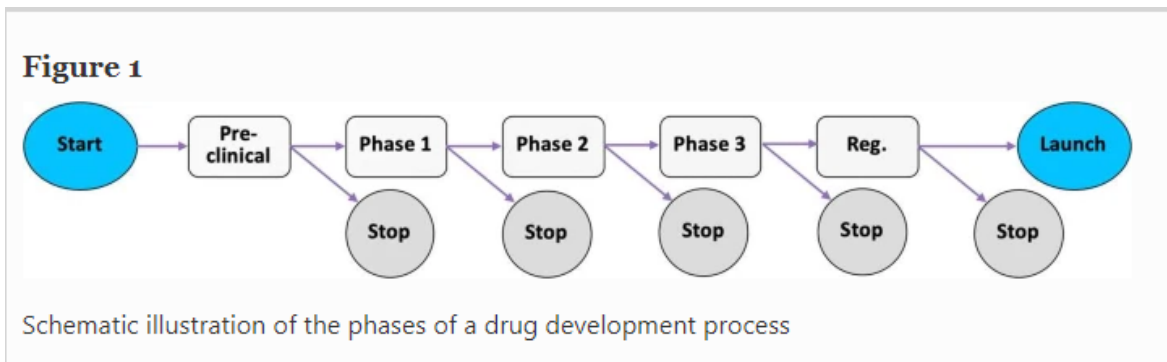 Figure 1
Start
Pre-
clinical
Phase 1
Phase 2
Phase 3
Reg.
Launch
Stop
Stop
Stop
Stop
Stop
Schematic illustration of the phases of a drug development process